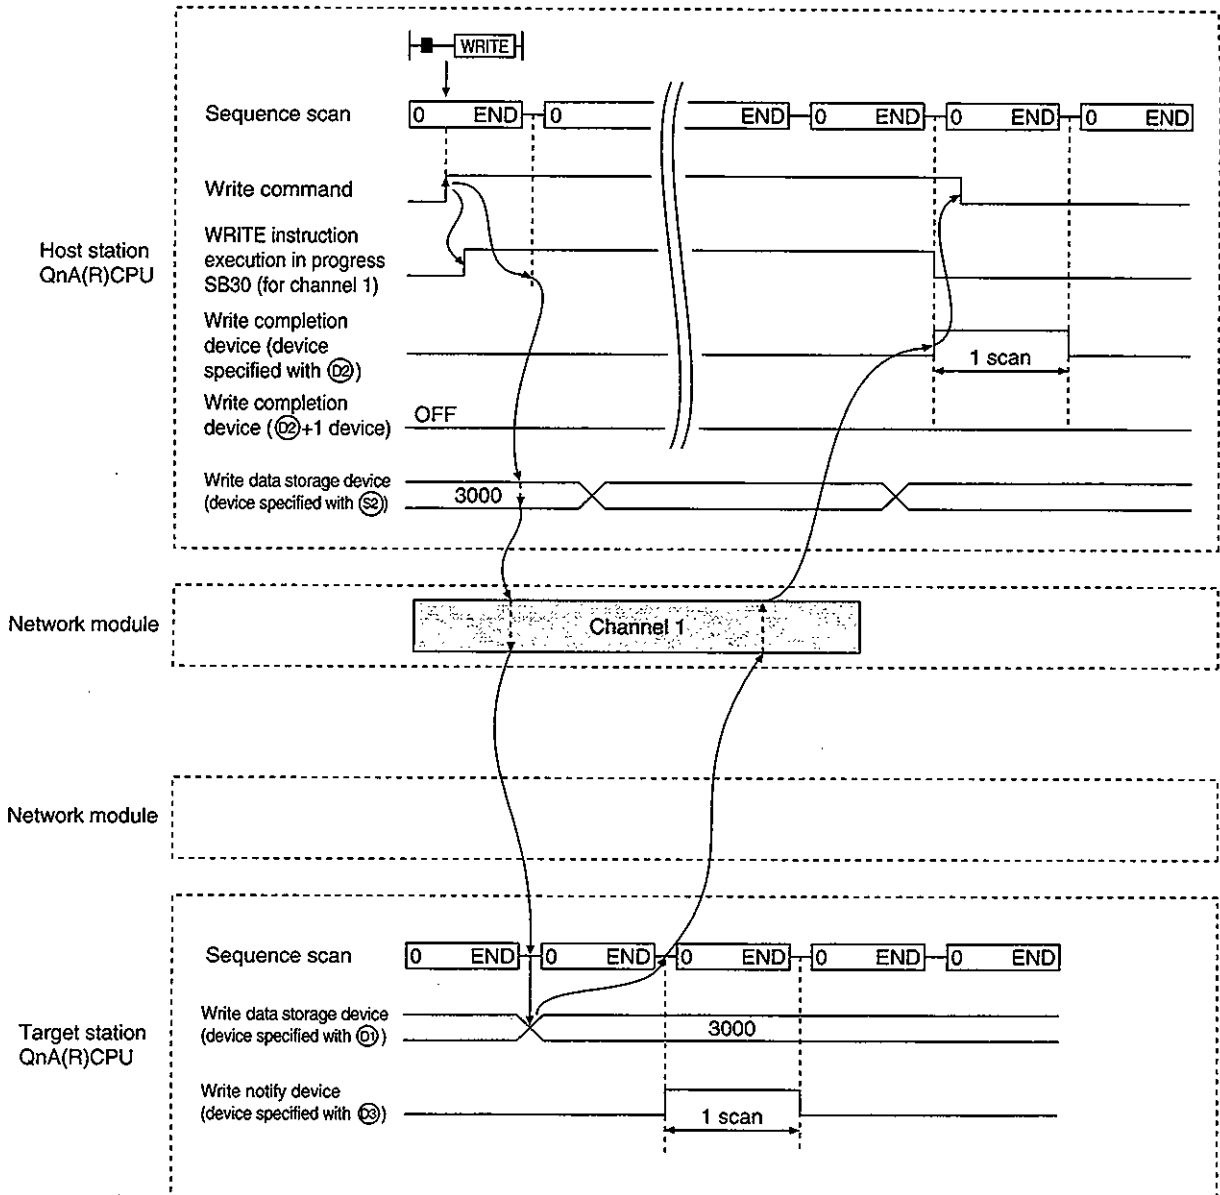 WRITE
Sequence scan
0 END 0 END 0 END 0 END 0 END
Write command
Host station
QnA(R)CPU
WRITE instruction
execution in progress
SB30 (for channel 1)
Write completion
device (device
specified with D2)
1 scan
Write completion
device (D2+1 device)
OFF
Write data storage device
(device specified with S2)
3000
Network module
Channel 1
Network module
Target station
QnA(R)CPU
Sequence scan
0 END 0 END 0 END 0 END 0 END
Write data storage device
(device specified with D1)
3000
Write notify device
(device specified with D3)
1 scan